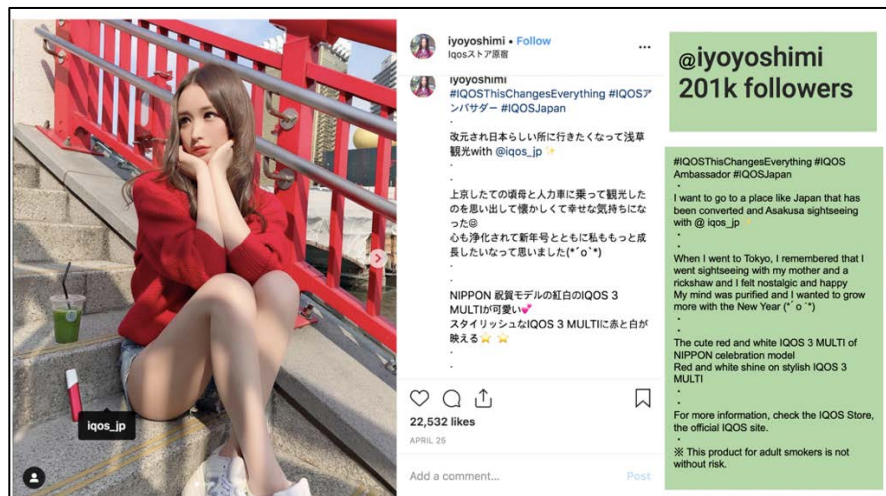 iyoyoshimi • Follow
Iqosストア原宿
iyoyoshimi
#IQOSThisChangesEverything #IQOSア
ンバサダー #IQOSJapan
.
改元され日本らしい所に行きたくなって浅草
観光with @iqos_jp ✨
.
.
上京したての頃母と人力車に乗って観光した
のを思い出して懐かしくて幸せな気持ちにな
った😆
心も浄化されて新年号とともに私ももっと成
長したいなって思いました(*´o`*)
.
.
NIPPON 祝賀モデルの紅白のIQOS 3
MULTIが可愛い💕
スタイリッシュなIQOS 3 MULTIに赤と白が
映える⭐ ⭐
.
.
22,532 likes
APRIL 25
Add a comment...
Post
iqos_jp
@iyoyoshimi
201k followers
#IQOSThisChangesEverything #IQOS
Ambassador #IQOSJapan
・
I want to go to a place like Japan that has
been converted and Asakusa sightseeing
with @ iqos_jp ✨
・
・
When I went to Tokyo, I remembered that I
went sightseeing with my mother and a
rickshaw and I felt nostalgic and happy
My mind was purified and I wanted to grow
more with the New Year (*´ o `*)
・
・
The cute red and white IQOS 3 MULTI of
NIPPON celebration model
Red and white shine on stylish IQOS 3
MULTI
・
・
For more information, check the IQOS Store,
the official IQOS site.
・
※ This product for adult smokers is not
without risk.